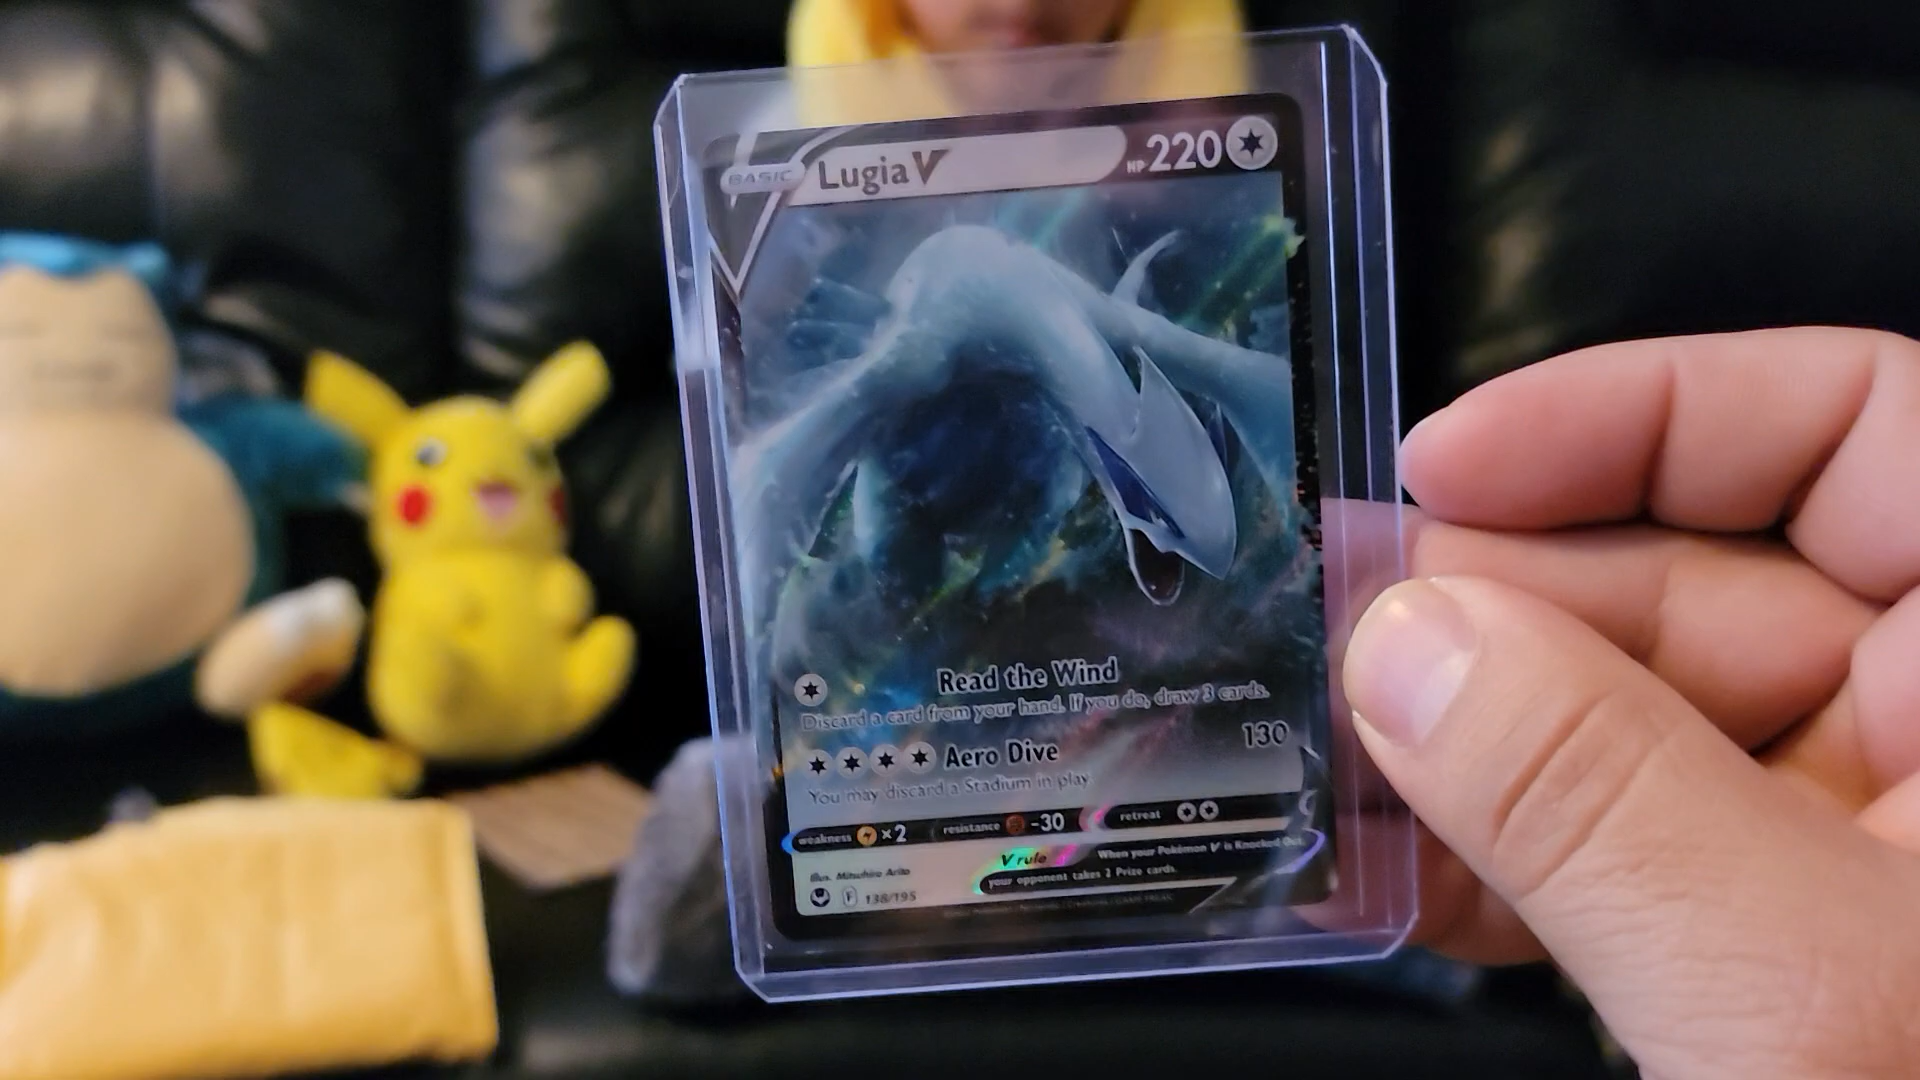 BASIC Lugia V HP 220
Read the Wind
Discard a card from your hand. If you do, draw 3 cards.
Aero Dive 130
You may discard a Stadium in play.
weakness ×2 resistance -30 retreat
V rule When your Pokémon V is Knocked Out,
your opponent takes 2 Prize cards.
Illus. Mitsuhiro Arita
F 138/195